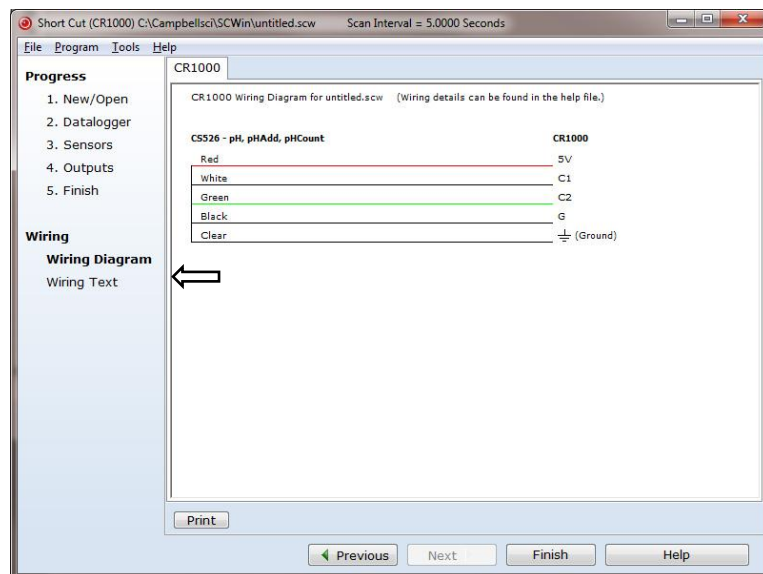 Short Cut (CR1000) C:\Campbellsci\SCWin\untitled.scw Scan Interval = 5.0000 Seconds
File Program Tools Help
Progress
1. New/Open
2. Datalogger
3. Sensors
4. Outputs
5. Finish
Wiring
Wiring Diagram
Wiring Text
CR1000
CR1000 Wiring Diagram for untitled.scw (Wiring details can be found in the help file.)
CS526 - pH, pHAdd, pHCount CR1000
Red 5V
White C1
Green C2
Black G
Clear (Ground)
Print
Previous Next Finish Help